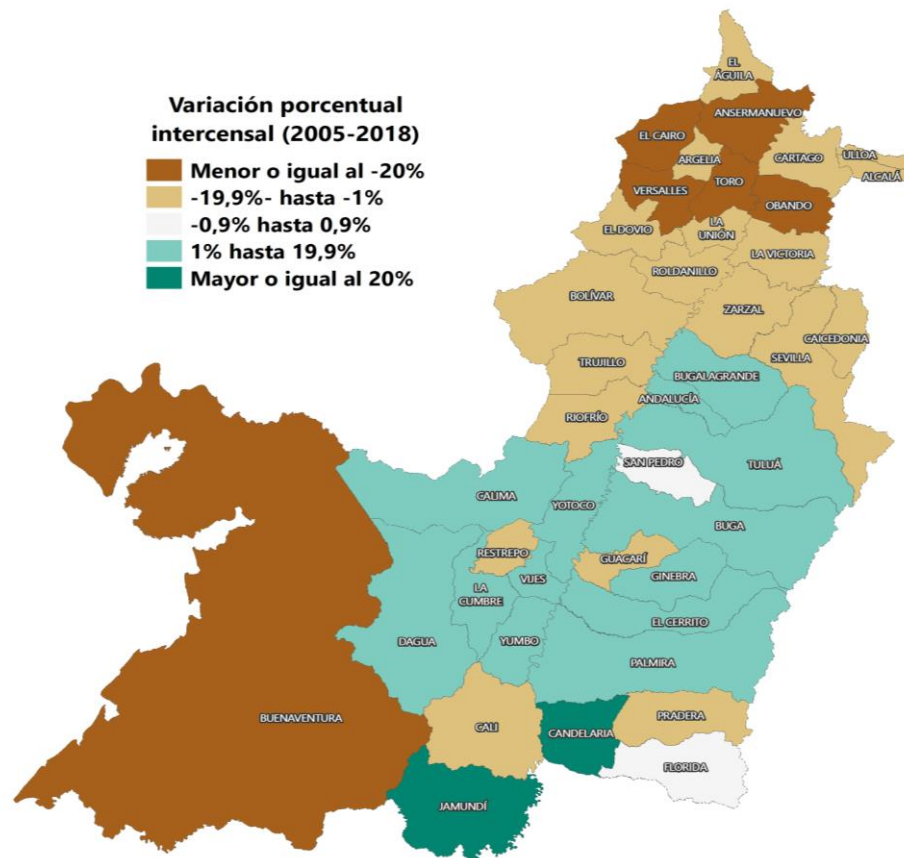 Variación porcentual
intercensal (2005-2018)
Menor o igual al -20%
-19,9%- hasta -1%
-0,9% hasta 0,9%
1% hasta 19,9%
Mayor o igual al 20%
EL
ÁGUILA
ANSERMANUEVO
EL CAIRO
ARGELIA
CARTAGO
ULLOA
ALCALÁ
VERSALLES
TORO
OBANDO
EL DOVIO
LA
UNIÓN
LA VICTORIA
ROLDANILLO
BOLÍVAR
ZARZAL
CAICEDONIA
SEVILLA
TRUJILLO
BUGALAGRANDE
ANDALUCÍA
RIOFRÍO
SAN PEDRO
TULUÁ
CALIMA
YOTOCO
BUGA
RESTREPO
GUACARÍ
VIJES
GINEBRA
LA
CUMBRE
EL CERRITO
DAGUA
YUMBO
PALMIRA
BUENAVENTURA
CALI
CANDELARIA
PRADERA
FLORIDA
JAMUNDÍ